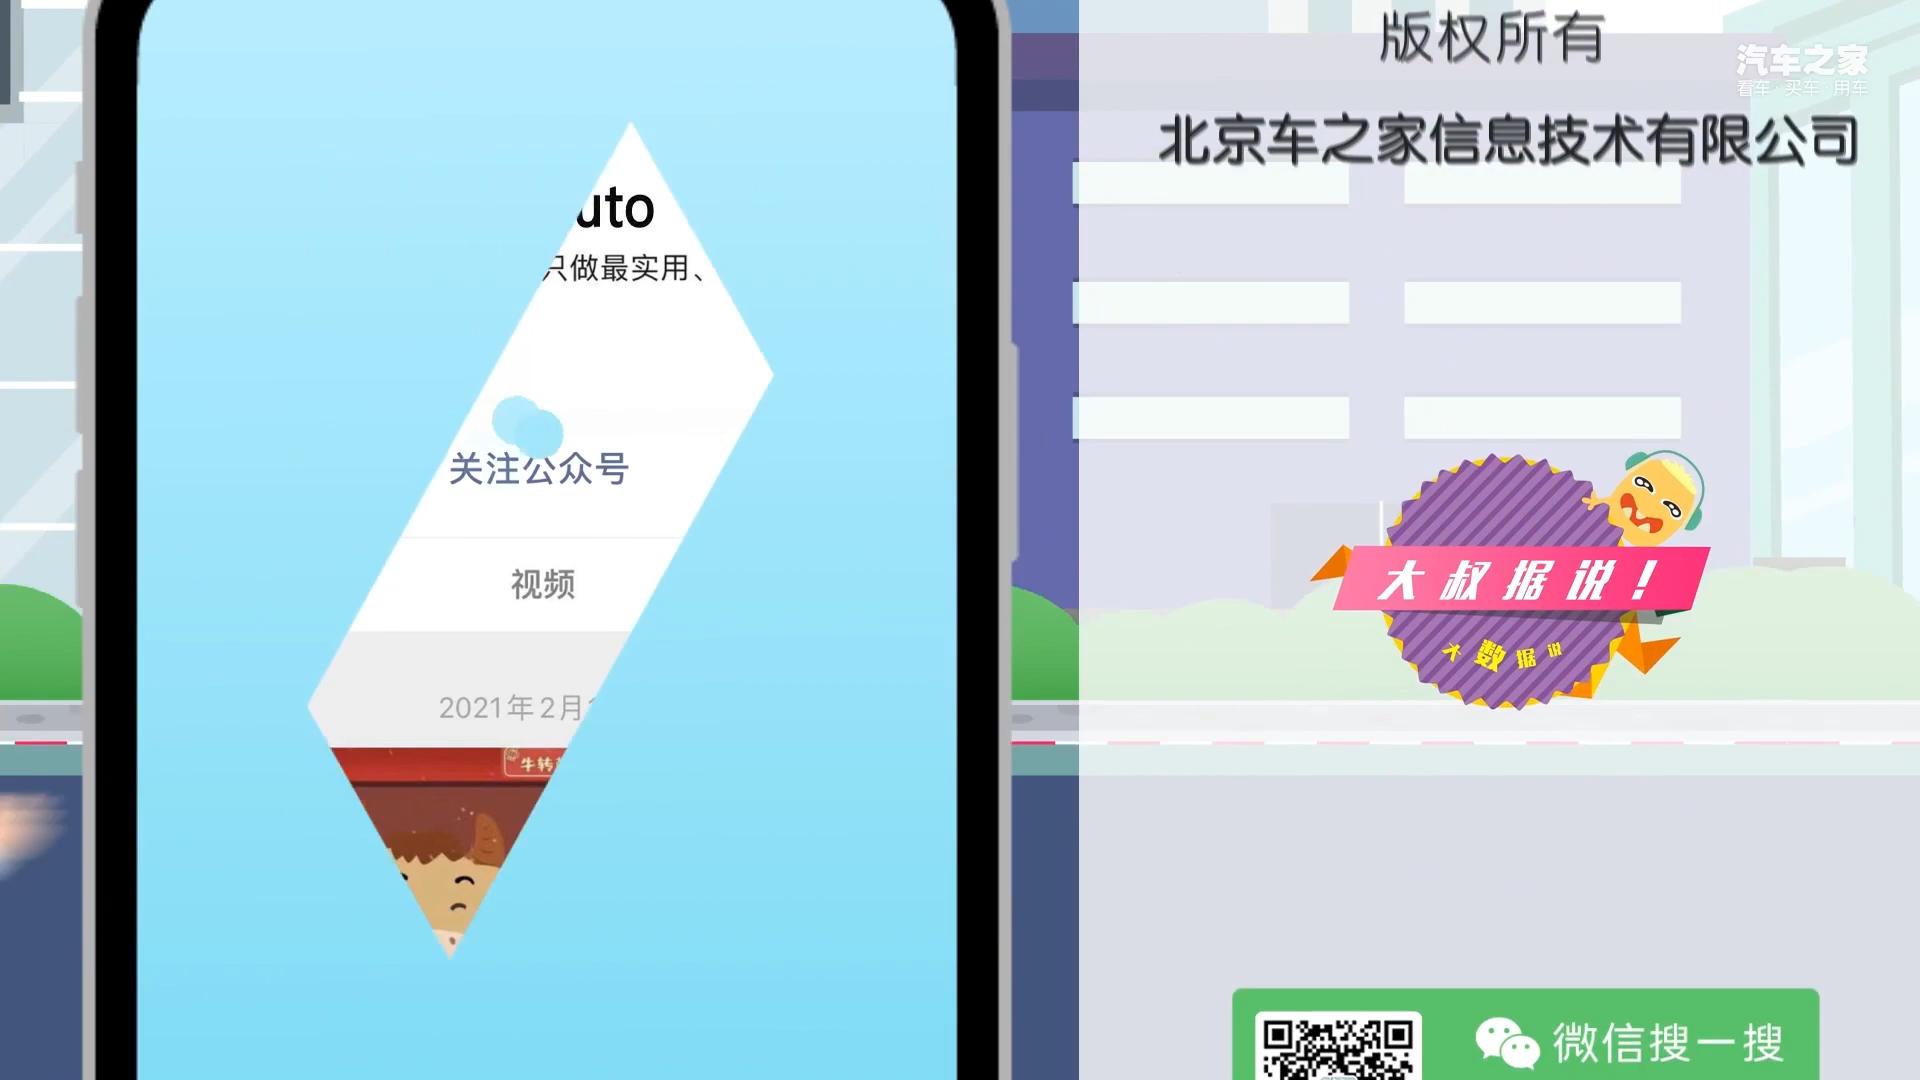 uto
只做最实用、
关注公众号
视频
2021年2月
牛转
版权所有
北京车之家信息技术有限公司
汽车之家
看车·买车·用车
大叔据说!
大数据说
微信搜一搜